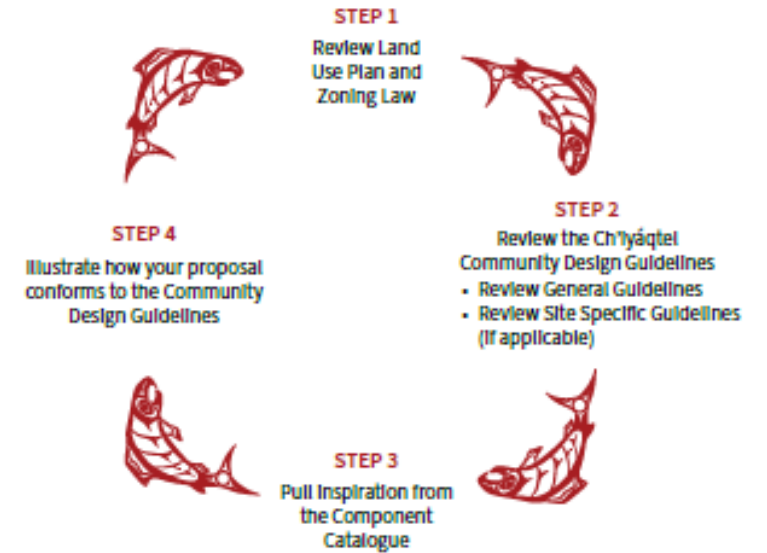 STEP 1
Review Land
Use Plan and
Zoning Law
STEP 2
Review the Ch'iyáqtel
Community Design Guidelines
• Review General Guidelines
• Review Site Specific Guidelines
(if applicable)
STEP 3
Pull Inspiration from
the Component
Catalogue
STEP 4
Illustrate how your proposal
conforms to the Community
Design Guidelines